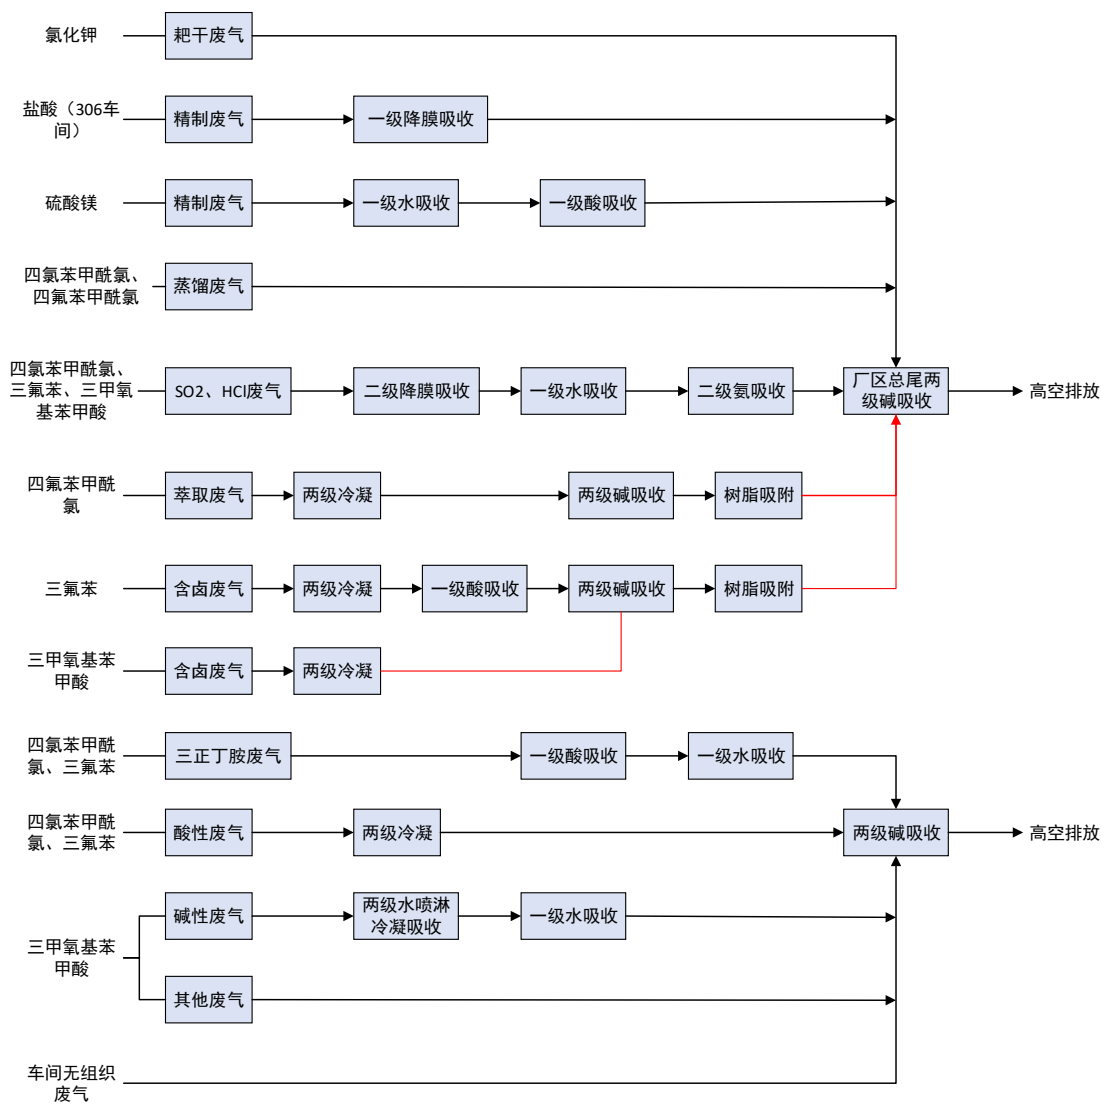 氯化钾
耙干废气
盐酸（306车
间）
精制废气
一级降膜吸收
硫酸镁
精制废气
一级水吸收
一级酸吸收
四氯苯甲酰氯、
四氟苯甲酰氯
蒸馏废气
四氯苯甲酰氯、
三氟苯、三甲氧
基苯甲酸
SO2、HCl废气
二级降膜吸收
一级水吸收
二级氨吸收
厂区总尾两
级碱吸收
高空排放
四氟苯甲酰
氯
萃取废气
两级冷凝
两级碱吸收
树脂吸附
三氟苯
含卤废气
两级冷凝
一级酸吸收
两级碱吸收
树脂吸附
三甲氧基苯
甲酸
含卤废气
两级冷凝
四氯苯甲酰
氯、三氟苯
三正丁胺废气
一级酸吸收
一级水吸收
四氯苯甲酰
氯、三氟苯
酸性废气
两级冷凝
两级碱吸收
高空排放
三甲氧基苯
甲酸
碱性废气
两级水喷淋
冷凝吸收
一级水吸收
其他废气
车间无组织
废气